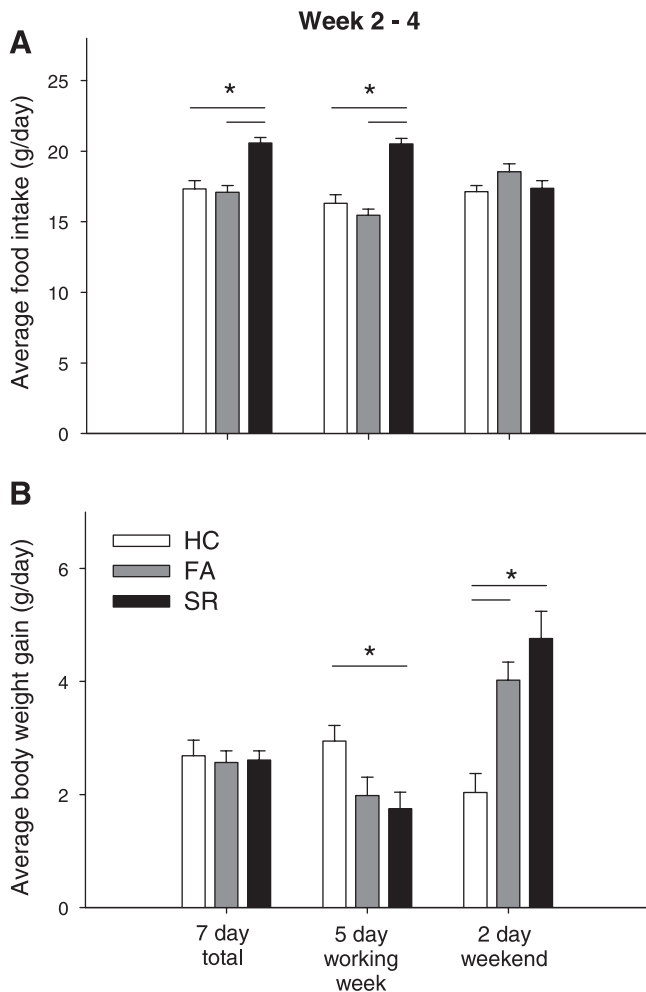 Week 2 - 4
A
Average food intake (g/day)
25
20
15
10
5
0
*
*
B
Average body weight gain (g/day)
6
4
2
0
HC
FA
SR
*
*
7 day
total
5 day
working
week
2 day
weekend